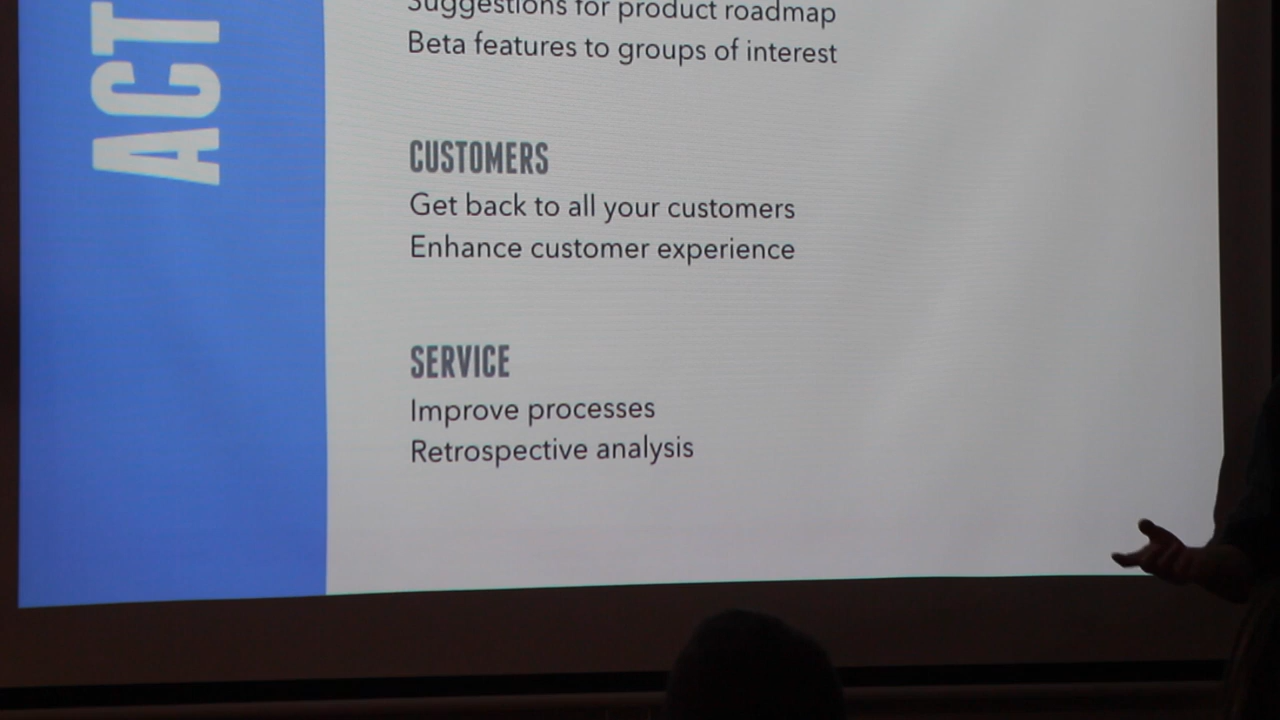 ACT
Suggestions for product roadmap
Beta features to groups of interest
CUSTOMERS
Get back to all your customers
Enhance customer experience
SERVICE
Improve processes
Retrospective analysis